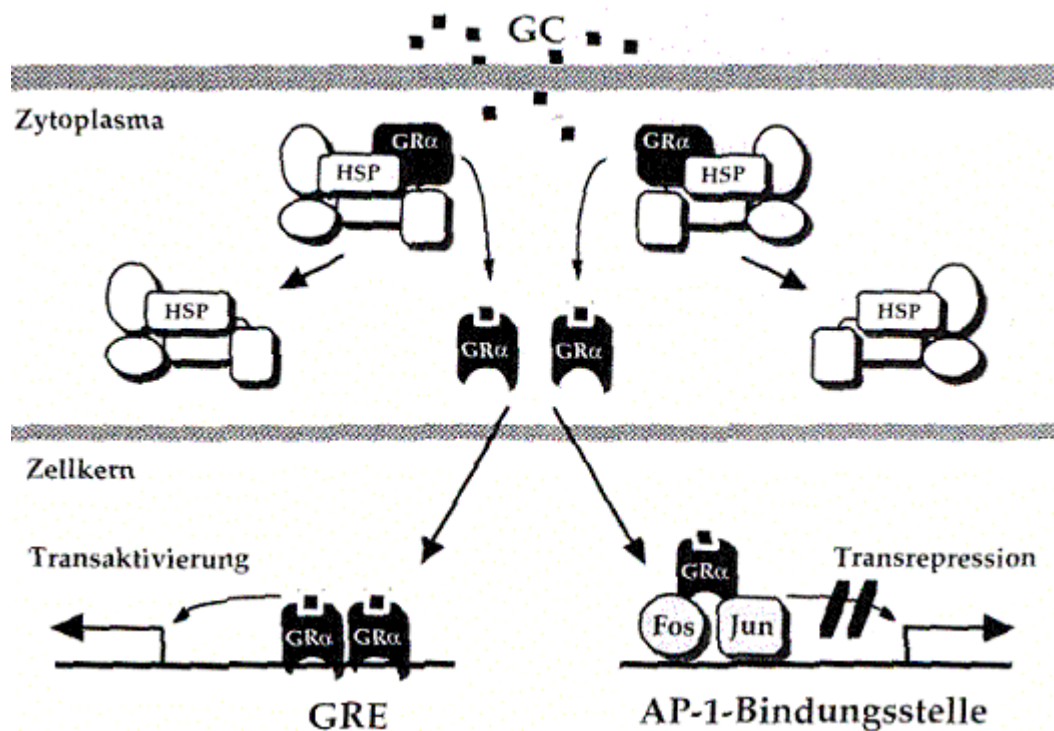 GC
Zytoplasma
GRα
HSP
GRα
HSP
HSP
HSP
GRα
GRα
Zellkern
Transaktivierung
Transrepression
GRα
Fos
Jun
GRα
GRα
GRE
AP-1-Bindungsstelle